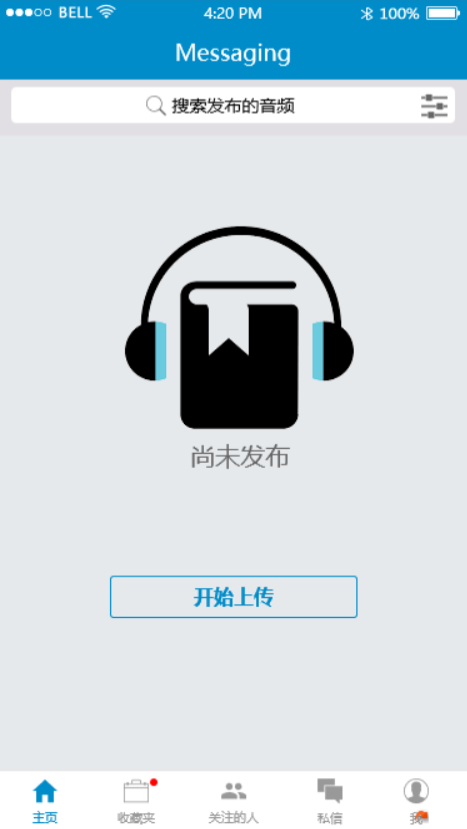 BELL 4:20 PM 100%
Messaging
搜索发布的音频
尚未发布
开始上传
主页 收藏夹 关注的人 私信 我